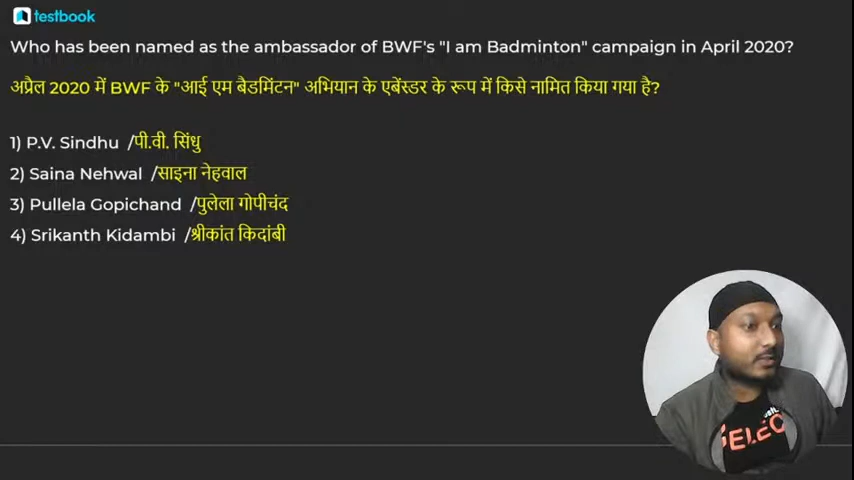 testbook
Who has been named as the ambassador of BWF's "I am Badminton" campaign in April 2020?
अप्रैल 2020 में BWF के "आई एम बैडमिंटन" अभियान के एबेंस्डर के रूप में किसे नामित किया गया है?
1) P.V. Sindhu /पी.वी. सिंधु
2) Saina Nehwal /साइना नेहवाल
3) Pullela Gopichand /पुलेला गोपीचंद
4) Srikanth Kidambi /श्रीकांत किदांबी